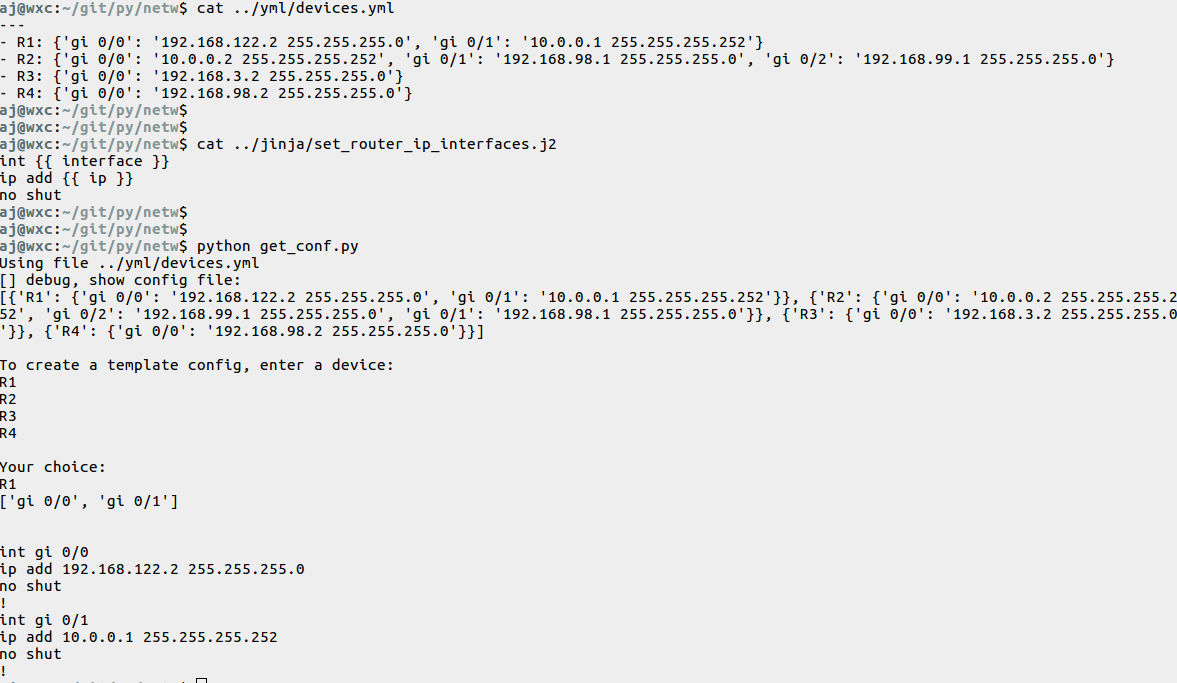 aj@wxc:~/git/py/netw$ cat ../yml/devices.yml
---
- R1: {'gi 0/0': '192.168.122.2 255.255.255.0', 'gi 0/1': '10.0.0.1 255.255.255.252'}
- R2: {'gi 0/0': '10.0.0.2 255.255.255.252', 'gi 0/1': '192.168.98.1 255.255.255.0', 'gi 0/2': '192.168.99.1 255.255.255.0'}
- R3: {'gi 0/0': '192.168.3.2 255.255.255.0'}
- R4: {'gi 0/0': '192.168.98.2 255.255.255.0'}
aj@wxc:~/git/py/netw$
aj@wxc:~/git/py/netw$
aj@wxc:~/git/py/netw$ cat ../jinja/set_router_ip_interfaces.j2
int {{ interface }}
ip add {{ ip }}
no shut
aj@wxc:~/git/py/netw$
aj@wxc:~/git/py/netw$
aj@wxc:~/git/py/netw$ python get_conf.py
Using file ../yml/devices.yml
[] debug, show config file:
[{'R1': {'gi 0/0': '192.168.122.2 255.255.255.0', 'gi 0/1': '10.0.0.1 255.255.255.252'}}, {'R2': {'gi 0/0': '10.0.0.2 255.255.255.2
52', 'gi 0/2': '192.168.99.1 255.255.255.0', 'gi 0/1': '192.168.98.1 255.255.255.0'}}, {'R3': {'gi 0/0': '192.168.3.2 255.255.255.0
'}}, {'R4': {'gi 0/0': '192.168.98.2 255.255.255.0'}}]
To create a template config, enter a device:
R1
R2
R3
R4
Your choice:
R1
['gi 0/0', 'gi 0/1']
int gi 0/0
ip add 192.168.122.2 255.255.255.0
no shut
!
int gi 0/1
ip add 10.0.0.1 255.255.255.252
no shut
!